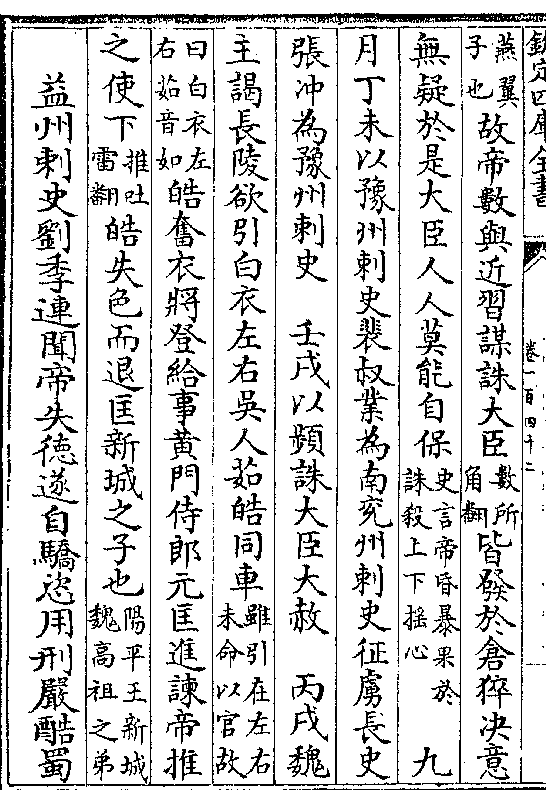 欽定四庫全書
卷一百四十二
燕翼子也故帝數與近習謀誅大臣數所角翻皆發於倉猝决意
無疑於是大臣人人莫能自保史言帝昏暴果於誅殺上下揺心　九
月丁未以豫州刺史裴叔業為南兖州刺史征虜長史
張冲為豫州刺史　壬戌以頻誅大臣大赦　丙戌魏
主謁長陵欲引白衣左右吳人茹皓同車雖引在左右未命以官故
曰白衣左右茹音如皓奮衣將登給事黄門侍郎元匡進諫帝推
之使下推吐雷翻皓失色而退匡新城之子也陽平王新城魏高祖之弟
益州刺史劉季連聞帝失德遂自驕恣用刑嚴酷蜀